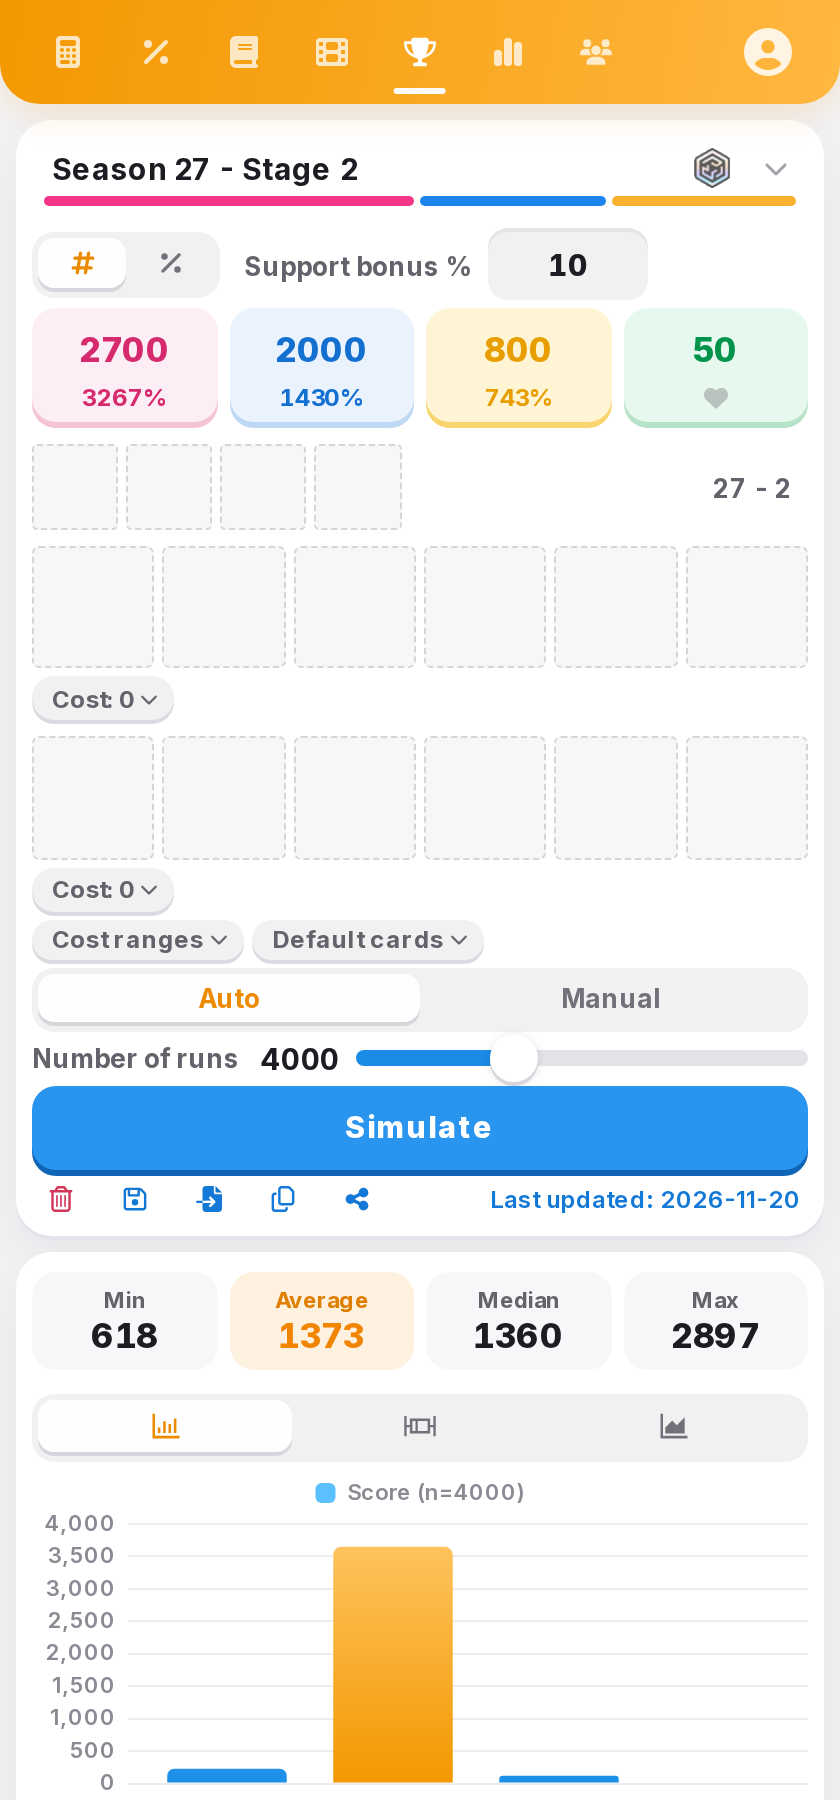 Season 27 - Stage 2
# % Support bonus % 10
2700 2000 800 50
3267% 1430% 743%
27 - 2
Cost: 0
Cost: 0
Cost ranges Default cards
Auto Manual
Number of runs 4000
Simulate
Last updated: 2026-11-20
Min Average Median Max
618 1373 1360 2897
Score (n=4000)
4,000
3,500
3,000
2,500
2,000
1,500
1,000
500
0